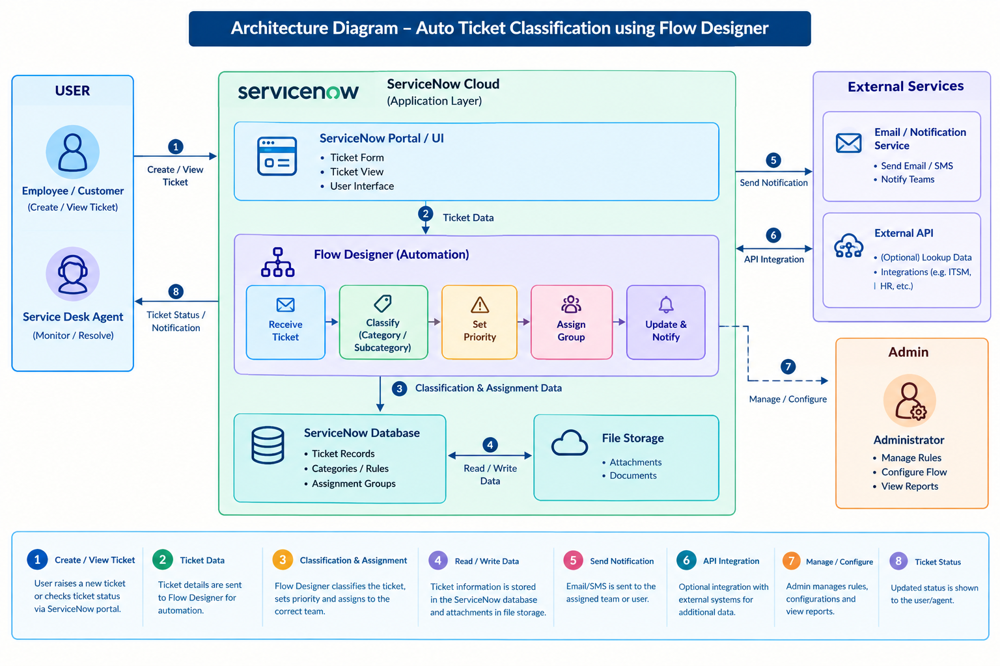 Architecture Diagram – Auto Ticket Classification using Flow Designer
USER
Employee / Customer
(Create / View Ticket)
Service Desk Agent
(Monitor / Resolve)
1
Create / View
Ticket
8
Ticket Status /
Notification
servicenow
ServiceNow Cloud
(Application Layer)
ServiceNow Portal / UI
• Ticket Form
• Ticket View
• User Interface
2
Ticket Data
Flow Designer (Automation)
Receive
Ticket
Classify
(Category /
Subcategory)
Set
Priority
Assign
Group
Update &
Notify
3
Classification & Assignment Data
ServiceNow Database
• Ticket Records
• Categories / Rules
• Assignment Groups
4
Read / Write
Data
File Storage
• Attachments
• Documents
5
Send Notification
6
API Integration
7
Manage / Configure
External Services
Email / Notification
Service
• Send Email / SMS
• Notify Teams
External API
• (Optional) Lookup Data
• Integrations (e.g. ITSM,
HR, etc.)
Admin
Administrator
• Manage Rules
• Configure Flow
• View Reports
1 Create / View Ticket
User raises a new ticket
or checks ticket status
via ServiceNow portal.
2 Ticket Data
Ticket details are sent
to Flow Designer for
automation.
3 Classification & Assignment
Flow Designer classifies the ticket,
sets priority and assigns to the
correct team.
4 Read / Write Data
Ticket information is stored
in the ServiceNow database
and attachments in file storage.
5 Send Notification
Email/SMS is sent to the
assigned team or user.
6 API Integration
Optional integration with
external systems for
additional data.
7 Manage / Configure
Admin manages rules,
configurations and
view reports.
8 Ticket Status
Updated status is shown
to the user/agent.